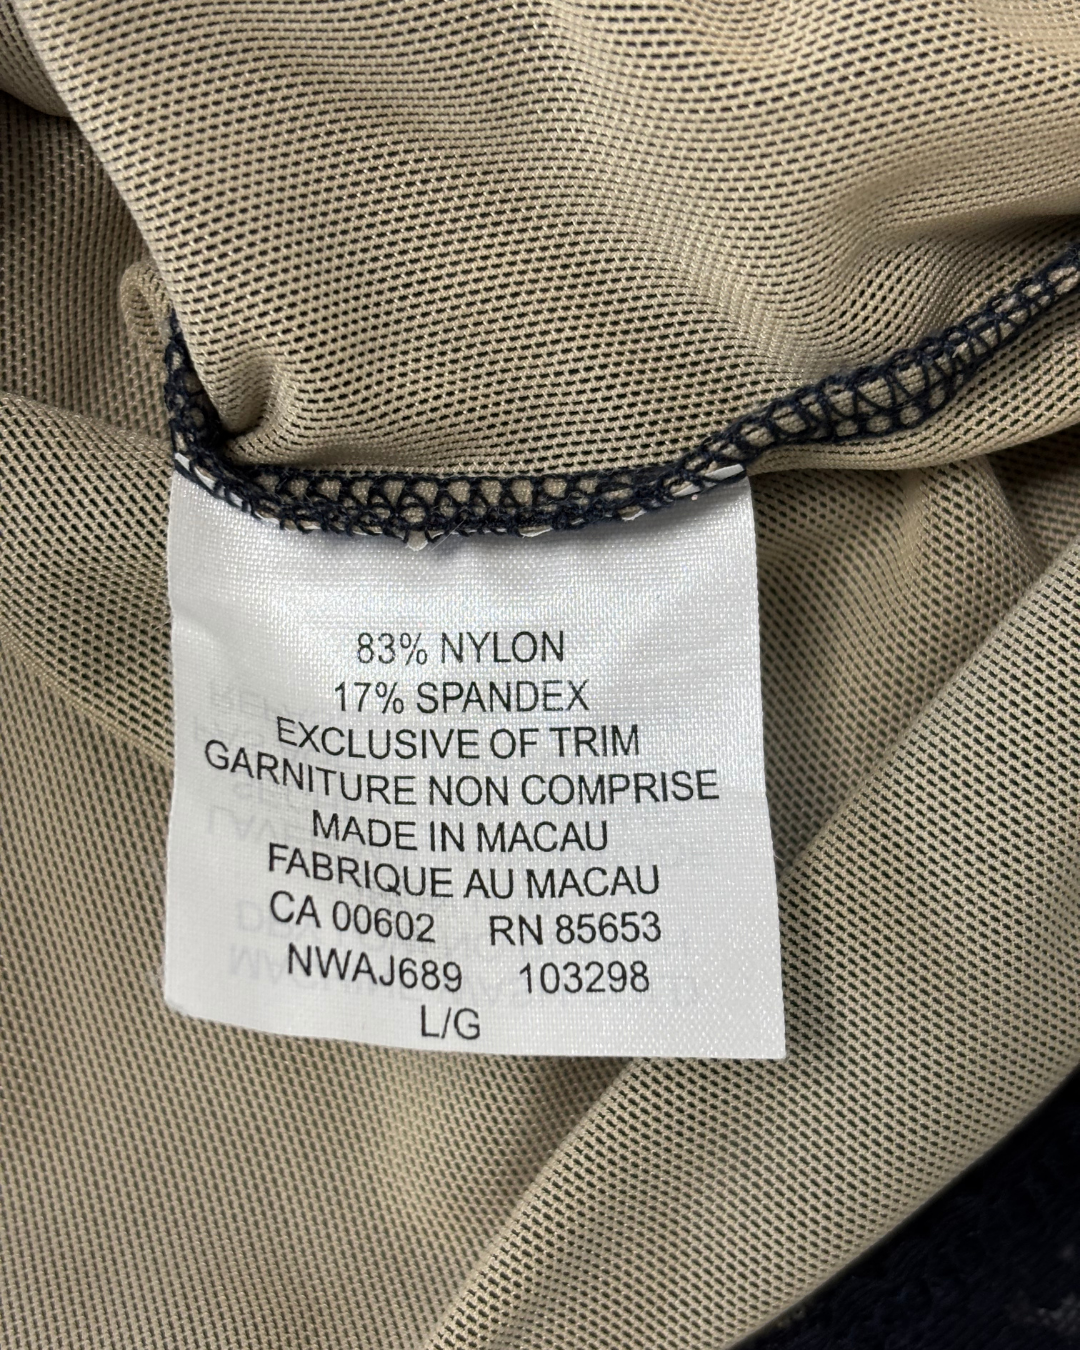 83% NYLON
17% SPANDEX
EXCLUSIVE OF TRIM
GARNITURE NON COMPRISE
MADE IN MACAU
FABRIQUE AU MACAU
CA 00602 RN 85653
NWAJ689 103298
L/G